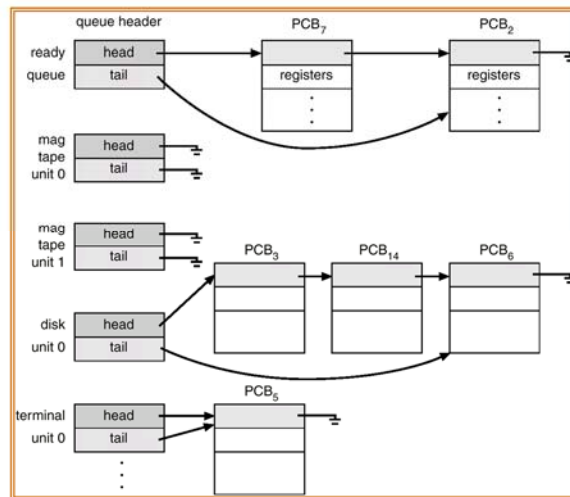 queue header
PCB7
PCB2
ready
head
queue
tail
registers
registers
mag
tape
unit 0
head
tail
mag
tape
unit 1
head
tail
PCB3
PCB14
PCB6
disk
unit 0
head
tail
PCB5
terminal
unit 0
head
tail